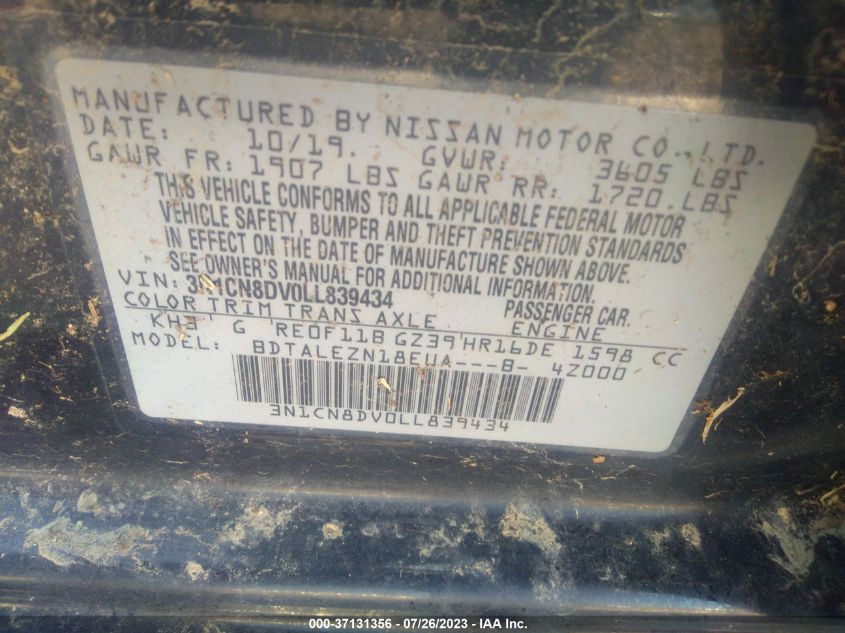 MANUFACTURED BY NISSAN MOTOR CO.,LTD.
DATE: 10/19. GVWR: 3605 LBS
GAWR FR: 1907 LBS GAWR RR: 1720.LBS
THIS VEHICLE CONFORMS TO ALL APPLICABLE FEDERAL MOTOR
VEHICLE SAFETY, BUMPER AND THEFT PREVENTION STANDARDS
IN EFFECT ON THE DATE OF MANUFACTURE SHOWN ABOVE.
SEE OWNER'S MANUAL FOR ADDITIONAL INFORMATION.
VIN: 3N1CN8DV0LL839434 PASSENGER CAR.
COLOR TRIM TRANS AXLE ENGINE
KH3 G RE0F11B GZ39 HR16DE 1598 CC
MODEL: BDTALEZN18EUA---B- 4Z000
3N1CN8DV0LL839434
000-37131356 - 07/26/2023 - IAA Inc.